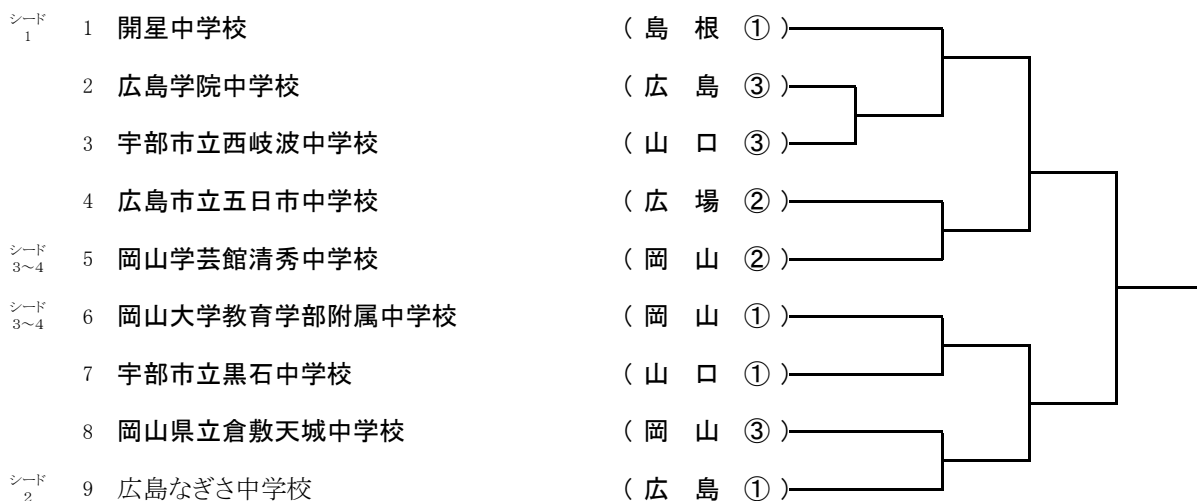 シード1 1 開星中学校 ( 島 根 ① )
2 広島学院中学校 ( 広 島 ③ )
3 宇部市立西岐波中学校 ( 山 口 ③ )
4 広島市立五日市中学校 ( 広 場 ② )
シード3~4 5 岡山学芸館清秀中学校 ( 岡 山 ② )
シード3~4 6 岡山大学教育学部附属中学校 ( 岡 山 ① )
7 宇部市立黒石中学校 ( 山 口 ① )
8 岡山県立倉敷天城中学校 ( 岡 山 ③ )
シード2 9 広島なぎさ中学校 ( 広 島 ① )